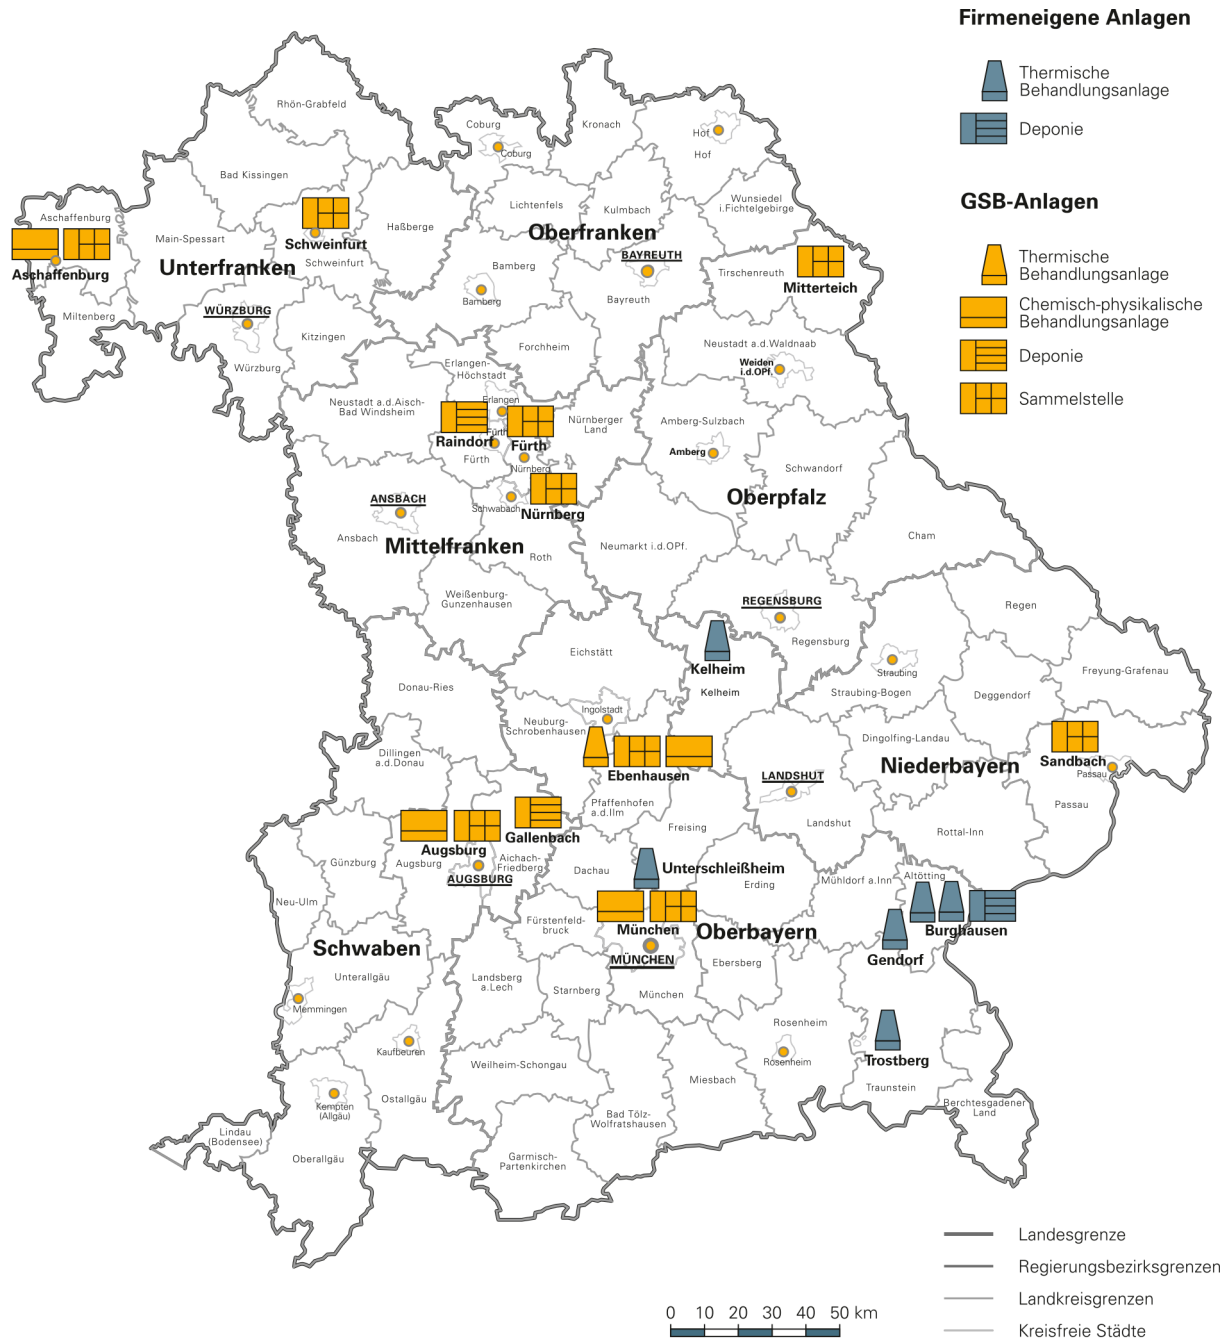 Firmeneigene Anlagen
Thermische
Behandlungsanlage
Deponie
GSB-Anlagen
Thermische
Behandlungsanlage
Chemisch-physikalische
Behandlungsanlage
Deponie
Sammelstelle
Rhön-Grabfeld
Coburg
Coburg
Kronach
Hof
Hof
Bad Kissingen
Lichtenfels
Kulmbach
Wunsiedel
i.Fichtelgebirge
Aschaffenburg
Aschaffenburg
Main-Spessart
Schweinfurt
Schweinfurt
Haßberge
Oberfranken
Unterfranken
BAYREUTH
Bayreuth
Bamberg
Bamberg
Tirschenreuth
Mitterteich
Miltenberg
WÜRZBURG
Würzburg
Kitzingen
Forchheim
Neustadt a.d.Waldnaab
Weiden
i.d.OPf.
Erlangen-
Höchstadt
Erlangen
Neustadt a.d.Aisch-
Bad Windsheim
Nürnberger
Land
Amberg-Sulzbach
Amberg
Raindorf
Fürth
Fürth
Fürth
Nürnberg
Schwandorf
Oberpfalz
ANSBACH
Ansbach
Schwabach
Nürnberg
Mittelfranken
Roth
Neumarkt i.d.OPf.
Cham
Weißenburg-
Gunzenhausen
REGENSBURG
Regensburg
Regen
Eichstätt
Kelheim
Kelheim
Straubing
Straubing-Bogen
Deggendorf
Freyung-Grafenau
Donau-Ries
Neuburg-
Schrobenhausen
Ingolstadt
Dingolfing-Landau
Niederbayern
Sandbach
Passau
Passau
Dillingen
a.d.Donau
Ebenhausen
LANDSHUT
Landshut
Pfaffenhofen
a.d.Ilm
Freising
Rottal-Inn
Gallenbach
Augsburg
Augsburg
AUGSBURG
Aichach-
Friedberg
Günzburg
Dachau
Unterschleißheim
Erding
Mühldorf a.Inn
Altötting
Neu-Ulm
Fürstenfeld-
bruck
München
Oberbayern
Burghausen
Gendorf
Schwaben
MÜNCHEN
Ebersberg
Unterallgäu
Landsberg
a.Lech
Starnberg
München
Memmingen
Rosenheim
Rosenheim
Kaufbeuren
Trostberg
Traunstein
Weilheim-Schongau
Miesbach
Kempten
(Allgäu)
Ostallgäu
Berchtesgadener
Land
Bad Tölz-
Wolfratshausen
Lindau
(Bodensee)
Oberallgäu
Garmisch-
Partenkirchen
Landesgrenze
Regierungsbezirksgrenzen
Landkreisgrenzen
Kreisfreie Städte
0 10 20 30 40 50 km